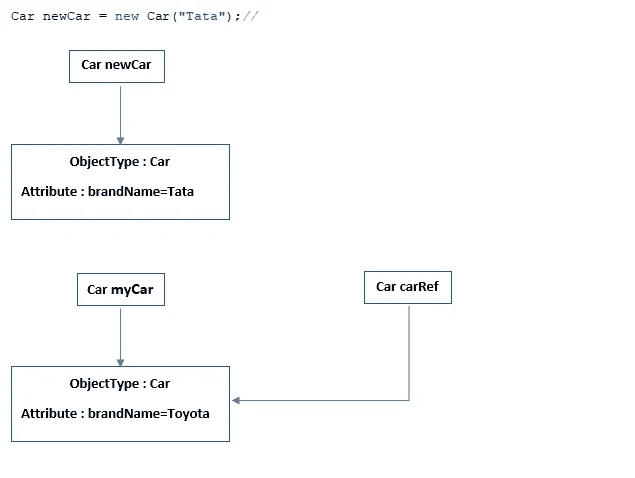 Car newCar = new Car("Tata");//
Car newCar
ObjectType : Car
Attribute : brandName=Tata
Car myCar
Car carRef
ObjectType : Car
Attribute : brandName=Toyota